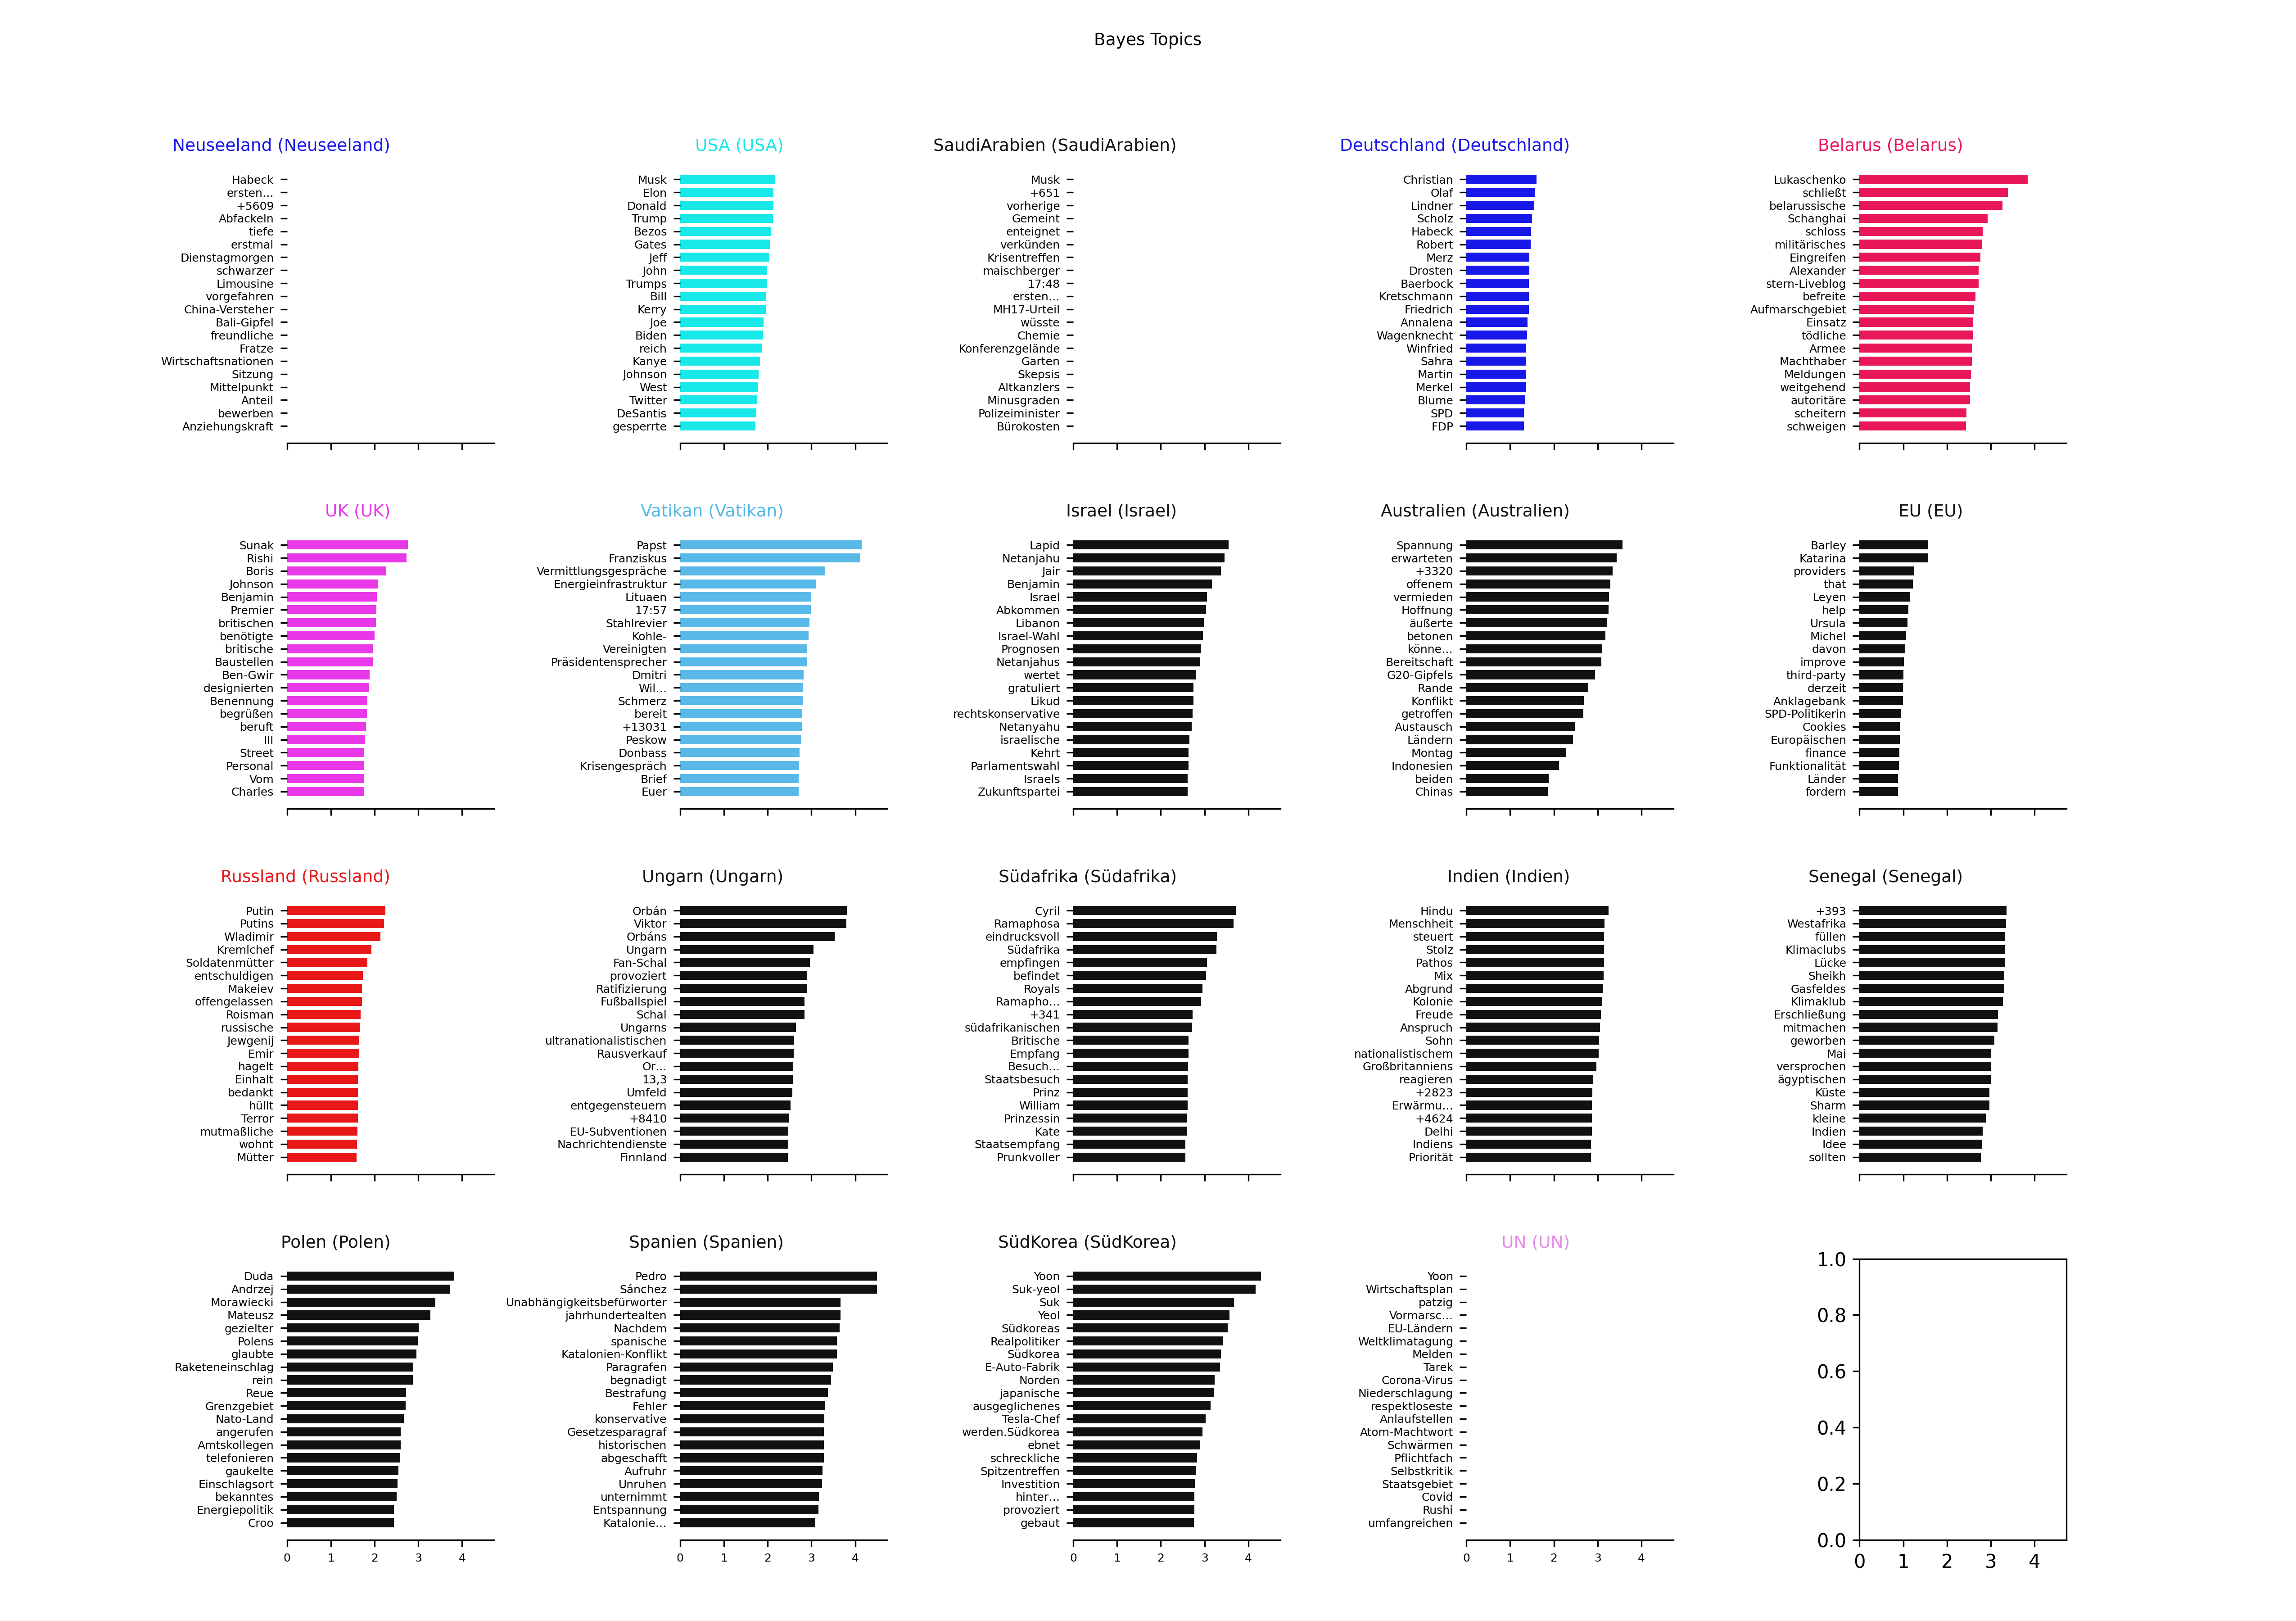 Bayes Topics
Neuseeland (Neuseeland)
Habeck
ersten...
+5609
Abfackeln
tiefe
erstmal
Dienstagmorgen
schwarzer
Limousine
vorgefahren
China-Versteher
Bali-Gipfel
freundliche
Fratze
Wirtschaftsnationen
Sitzung
Mittelpunkt
Anteil
bewerben
Anziehungskraft
USA (USA)
Musk
Elon
Donald
Trump
Bezos
Gates
Jeff
John
Trumps
Bill
Kerry
Joe
Biden
reich
Kanye
Johnson
West
Twitter
DeSantis
gesperrte
SaudiArabien (SaudiArabien)
Musk
+651
vorherige
Gemeint
enteignet
verkünden
Krisentreffen
maischberger
17:48
ersten...
MH17-Urteil
wüsste
Chemie
Konferenzgelände
Garten
Skepsis
Altkanzlers
Minusgraden
Polizeiminister
Bürokosten
Deutschland (Deutschland)
Christian
Olaf
Lindner
Scholz
Habeck
Robert
Merz
Drosten
Baerbock
Kretschmann
Friedrich
Annalena
Wagenknecht
Winfried
Sahra
Martin
Merkel
Blume
SPD
FDP
Belarus (Belarus)
Lukaschenko
schließt
belarussische
Schanghai
schloss
militärisches
Eingreifen
Alexander
stern-Liveblog
befreite
Aufmarschgebiet
Einsatz
tödliche
Armee
Machthaber
Meldungen
weitgehend
autoritäre
scheitern
schweigen
UK (UK)
Sunak
Rishi
Boris
Johnson
Benjamin
Premier
britischen
benötigte
britische
Baustellen
Ben-Gwir
designierten
Benennung
begrüßen
beruft
III
Street
Personal
Vom
Charles
Vatikan (Vatikan)
Papst
Franziskus
Vermittlungsgespräche
Energieinfrastruktur
Lituaen
17:57
Stahlrevier
Kohle-
Vereinigten
Präsidentensprecher
Dmitri
Wil...
Schmerz
bereit
+13031
Peskow
Donbass
Krisengespräch
Brief
Euer
Israel (Israel)
Lapid
Netanjahu
Jair
Benjamin
Israel
Abkommen
Libanon
Israel-Wahl
Prognosen
Netanjahus
wertet
gratuliert
Likud
rechtskonservative
Netanyahu
israelische
Kehrt
Parlamentswahl
Israels
Zukunftspartei
Australien (Australien)
Spannung
erwarteten
+3320
offenem
vermieden
Hoffnung
äußerte
betonen
könne...
Bereitschaft
G20-Gipfels
Rande
Konflikt
getroffen
Austausch
Ländern
Montag
Indonesien
beiden
Chinas
EU (EU)
Barley
Katarina
providers
that
Leyen
help
Ursula
Michel
davon
improve
third-party
derzeit
Anklagebank
SPD-Politikerin
Cookies
Europäischen
finance
Funktionalität
Länder
fordern
Russland (Russland)
Putin
Putins
Wladimir
Kremlchef
Soldatenmütter
entschuldigen
Makeiev
offengelassen
Roisman
russische
Jewgenij
Emir
hagelt
Einhalt
bedankt
hüllt
Terror
mutmaßliche
wohnt
Mütter
Ungarn (Ungarn)
Orbán
Viktor
Orbáns
Ungarn
Fan-Schal
provoziert
Ratifizierung
Fußballspiel
Schal
Ungarns
ultranationalistischen
Rausverkauf
Or...
13,3
Umfeld
entgegensteuern
+8410
EU-Subventionen
Nachrichtendienste
Finnland
Südafrika (Südafrika)
Cyril
Ramaphosa
eindrucksvoll
Südafrika
empfingen
befindet
Royals
Ramapho...
+341
südafrikanischen
Britische
Empfang
Besuch...
Staatsbesuch
Prinz
William
Prinzessin
Kate
Staatsempfang
Prunkvoller
Indien (Indien)
Hindu
Menschheit
steuert
Stolz
Pathos
Mix
Abgrund
Kolonie
Freude
Anspruch
Sohn
nationalistischem
Großbritanniens
reagieren
+2823
Erwärmu...
+4624
Delhi
Indiens
Priorität
Senegal (Senegal)
+393
Westafrika
füllen
Klimaclubs
Lücke
Sheikh
Gasfeldes
Klimaklub
Erschließung
mitmachen
geworben
Mai
versprochen
ägyptischen
Küste
Sharm
kleine
Indien
Idee
sollten
Polen (Polen)
Duda
Andrzej
Morawiecki
Mateusz
gezielter
Polens
glaubte
Raketeneinschlag
rein
Reue
Grenzgebiet
Nato-Land
angerufen
Amtskollegen
telefonieren
gaukelte
Einschlagsort
bekanntes
Energiepolitik
Croo
0 1 2 3 4
Spanien (Spanien)
Pedro
Sánchez
Unabhängigkeitsbefürworter
jahrhundertealten
Nachdem
spanische
Katalonien-Konflikt
Paragrafen
begnadigt
Bestrafung
Fehler
konservative
Gesetzesparagraf
historischen
abgeschafft
Aufruhr
Unruhen
unternimmt
Entspannung
Katalonie...
0 1 2 3 4
SüdKorea (SüdKorea)
Yoon
Suk-yeol
Suk
Yeol
Südkoreas
Realpolitiker
Südkorea
E-Auto-Fabrik
Norden
japanische
ausgeglichenes
Tesla-Chef
werden.Südkorea
ebnet
schreckliche
Spitzentreffen
Investition
hinter...
provoziert
gebaut
0 1 2 3 4
UN (UN)
Yoon
Wirtschaftsplan
patzig
Vormarsc...
EU-Ländern
Weltklimatagung
Melden
Tarek
Corona-Virus
Niederschlagung
respektloseste
Anlaufstellen
Atom-Machtwort
Schwärmen
Pflichtfach
Selbstkritik
Staatsgebiet
Covid
Rushi
umfangreichen
0 1 2 3 4
1.0
0.8
0.6
0.4
0.2
0.0
0 1 2 3 4